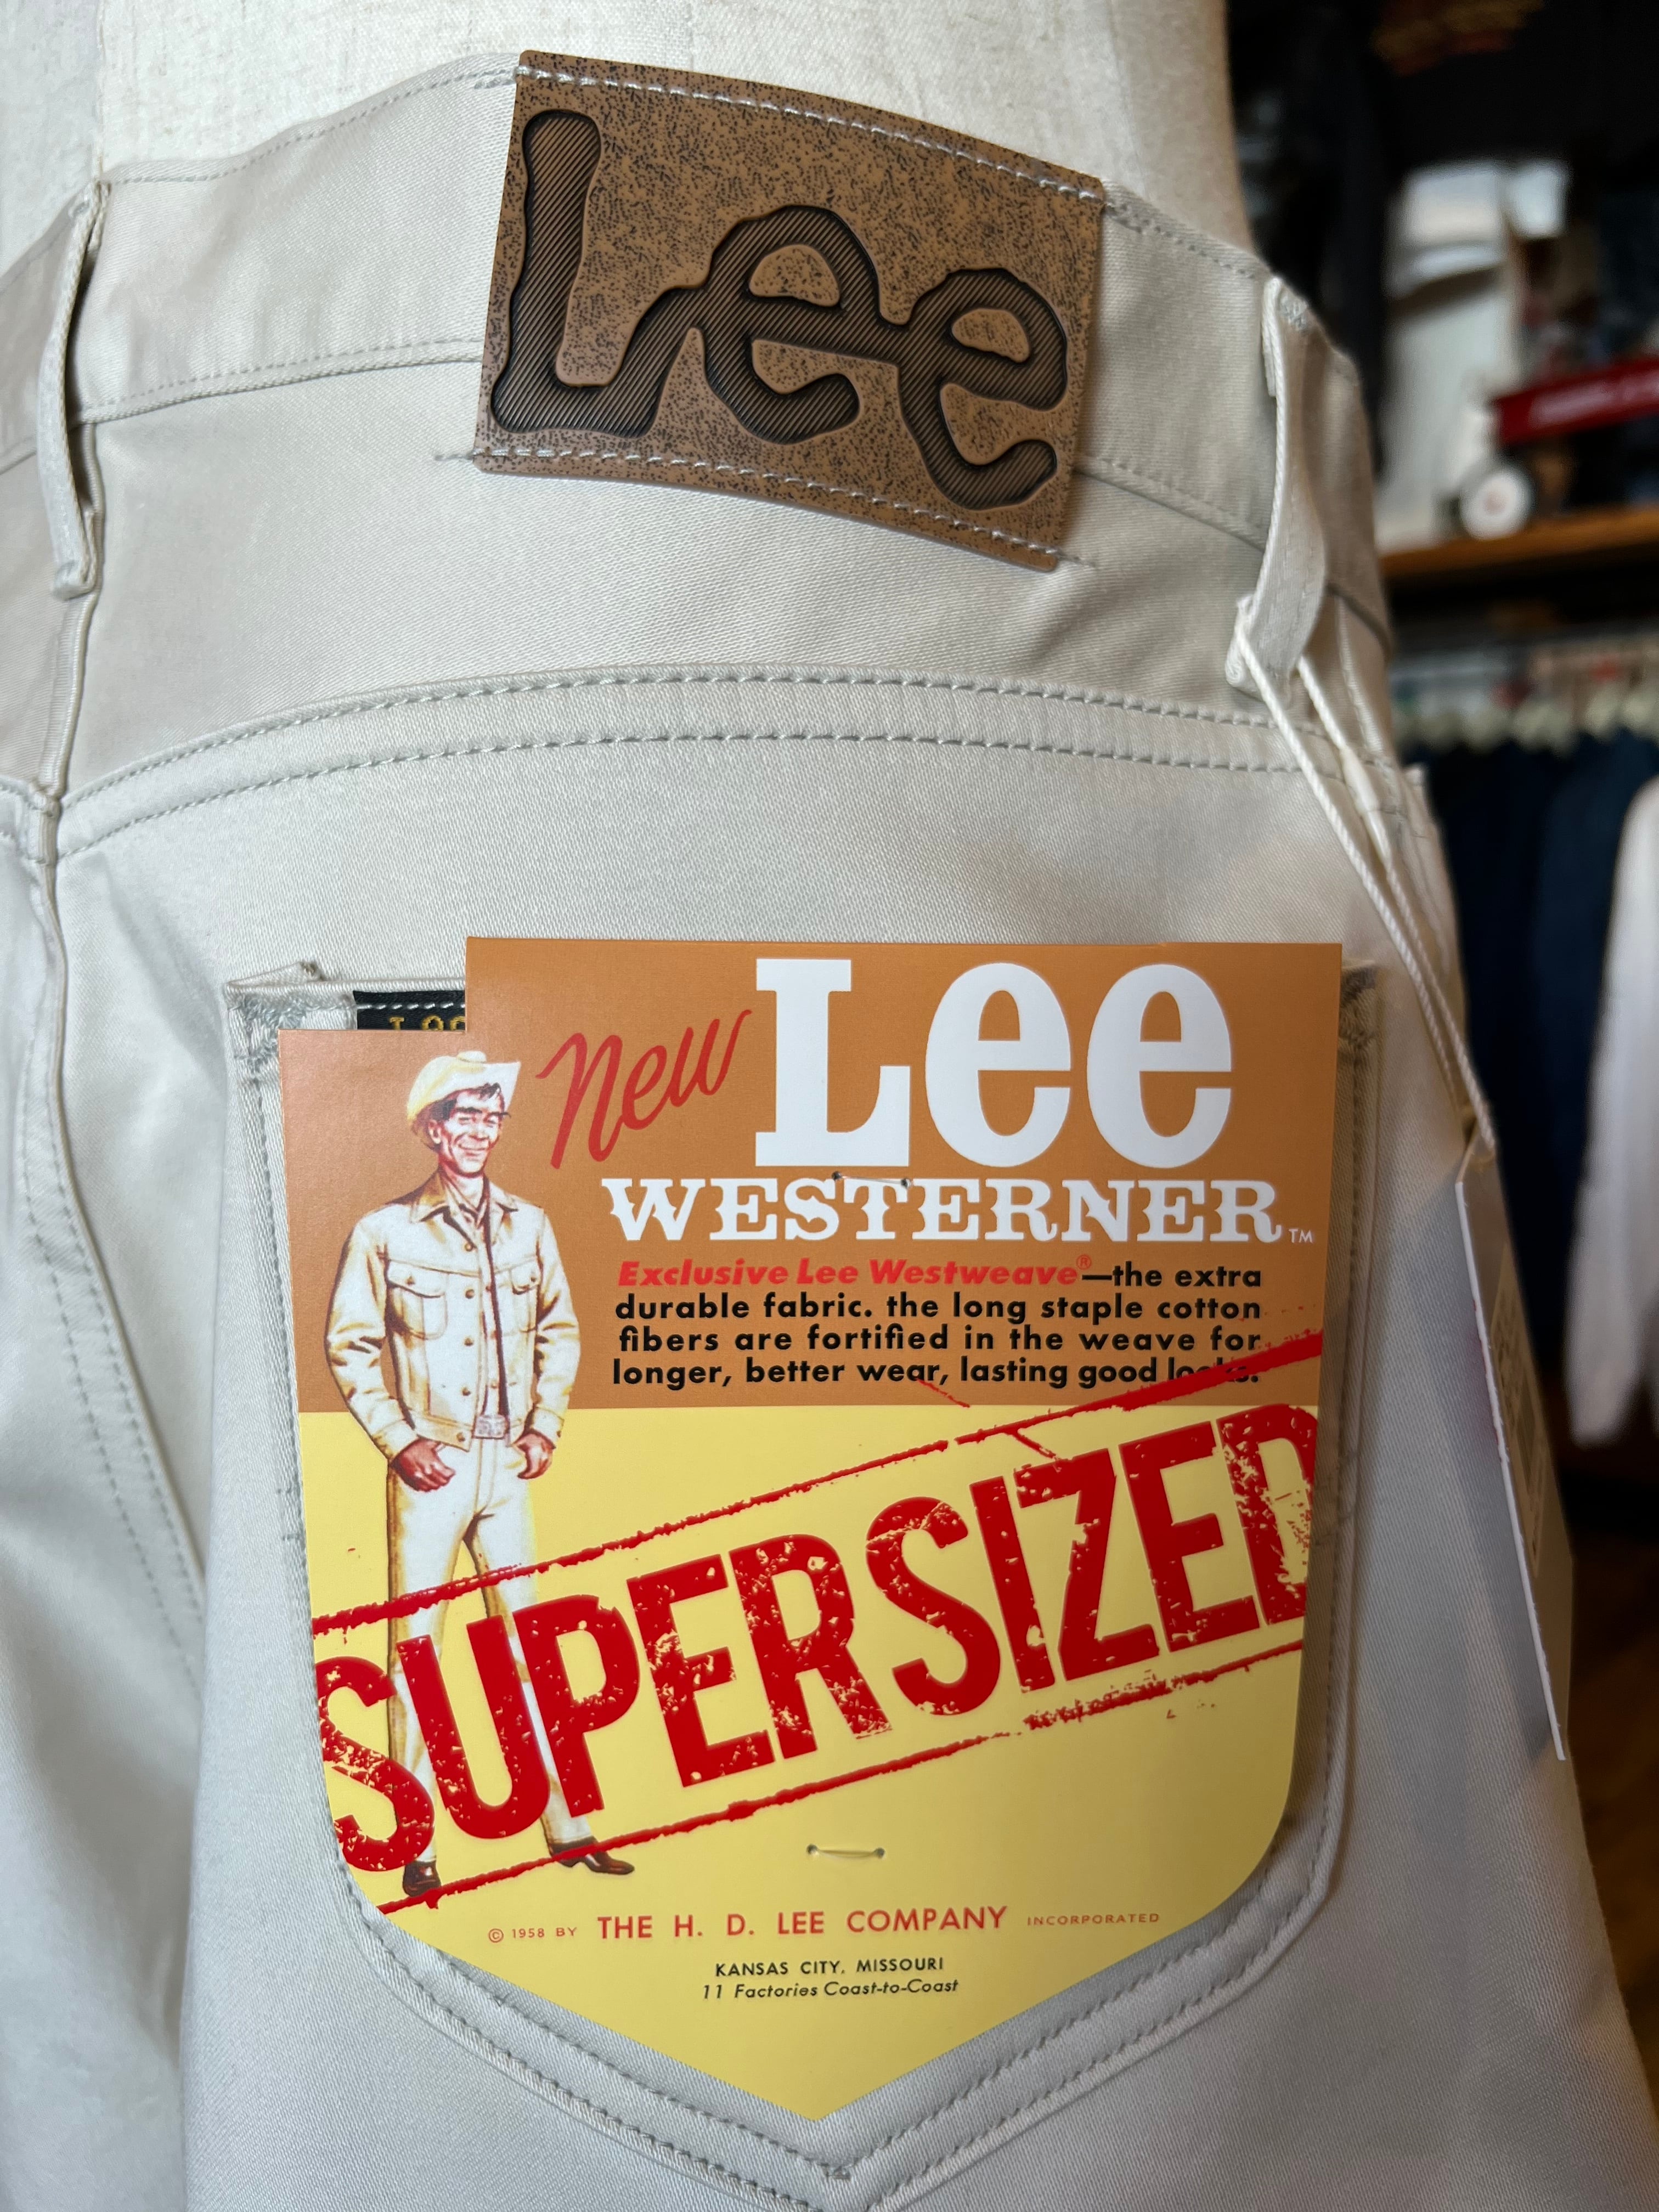 Lee
New Lee
WESTERNER™
Exclusive Lee Westweave®—the extra
durable fabric. the long staple cotton
fibers are fortified in the weave for
longer, better wear, lasting good looks.
SUPERSIZED
© 1958 BY THE H. D. LEE COMPANY INCORPORATED
KANSAS CITY, MISSOURI
11 Factories Coast-to-Coast